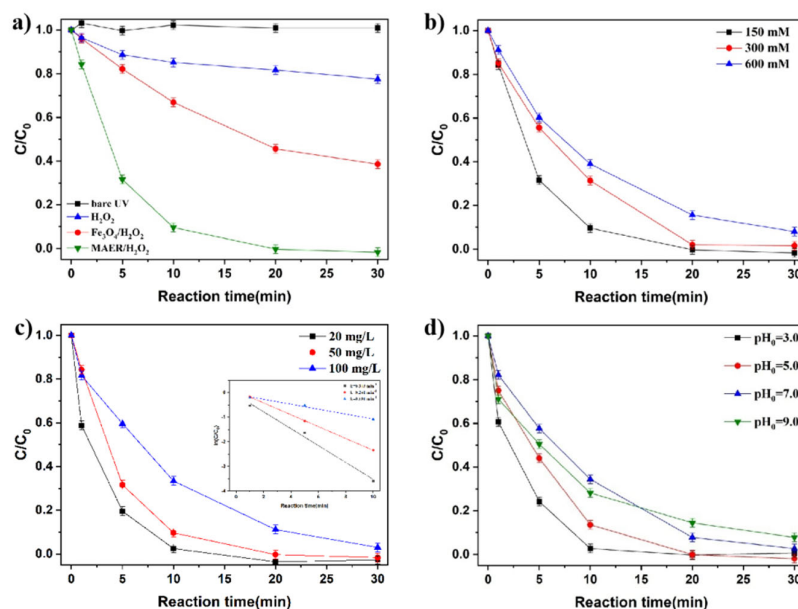 a)
C/C0
1.0
0.8
0.6
0.4
0.2
0.0
bare UV
H2O2
Fe3O4/H2O2
MAER/H2O2
0 5 10 15 20 25 30
Reaction time(min)
b)
C/C0
1.0
0.8
0.6
0.4
0.2
0.0
150 mM
300 mM
600 mM
0 5 10 15 20 25 30
Reaction time(min)
c)
C/C0
1.0
0.8
0.6
0.4
0.2
0.0
20 mg/L
50 mg/L
100 mg/L
ln(C/C0)
Reaction time(min)
0 5 10 15 20 25 30
Reaction time(min)
d)
C/C0
1.0
0.8
0.6
0.4
0.2
0.0
pH0=3.0
pH0=5.0
pH0=7.0
pH0=9.0
0 5 10 15 20 25 30
Reaction time(min)